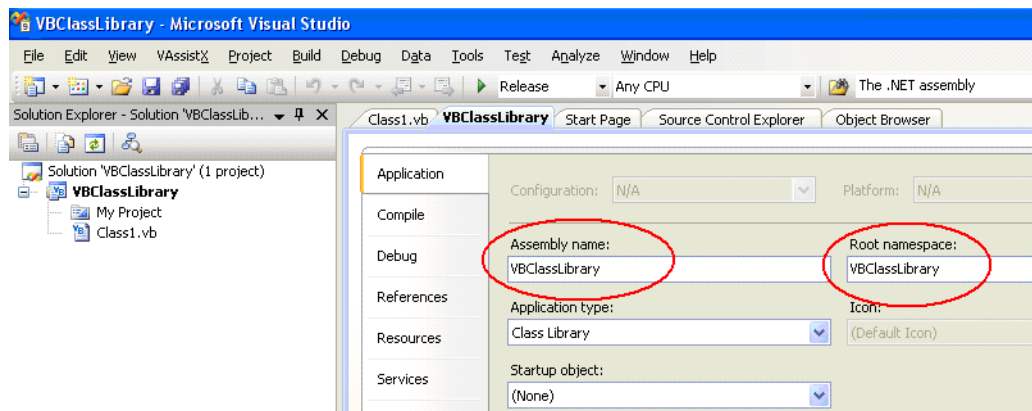 VBClassLibrary - Microsoft Visual Studio
File Edit View VAssistX Project Build Debug Data Tools Test Analyze Window Help
Release Any CPU The .NET assembly
Solution Explorer - Solution 'VBClassLib...
Class1.vb VBClassLibrary Start Page Source Control Explorer Object Browser
Solution 'VBClassLibrary' (1 project)
VBClassLibrary
My Project
Class1.vb
Application
Compile
Debug
References
Resources
Services
Configuration: N/A Platform: N/A
Assembly name: Root namespace:
VBClassLibrary VBClassLibrary
Application type: Icon:
Class Library (Default Icon)
Startup object:
(None)